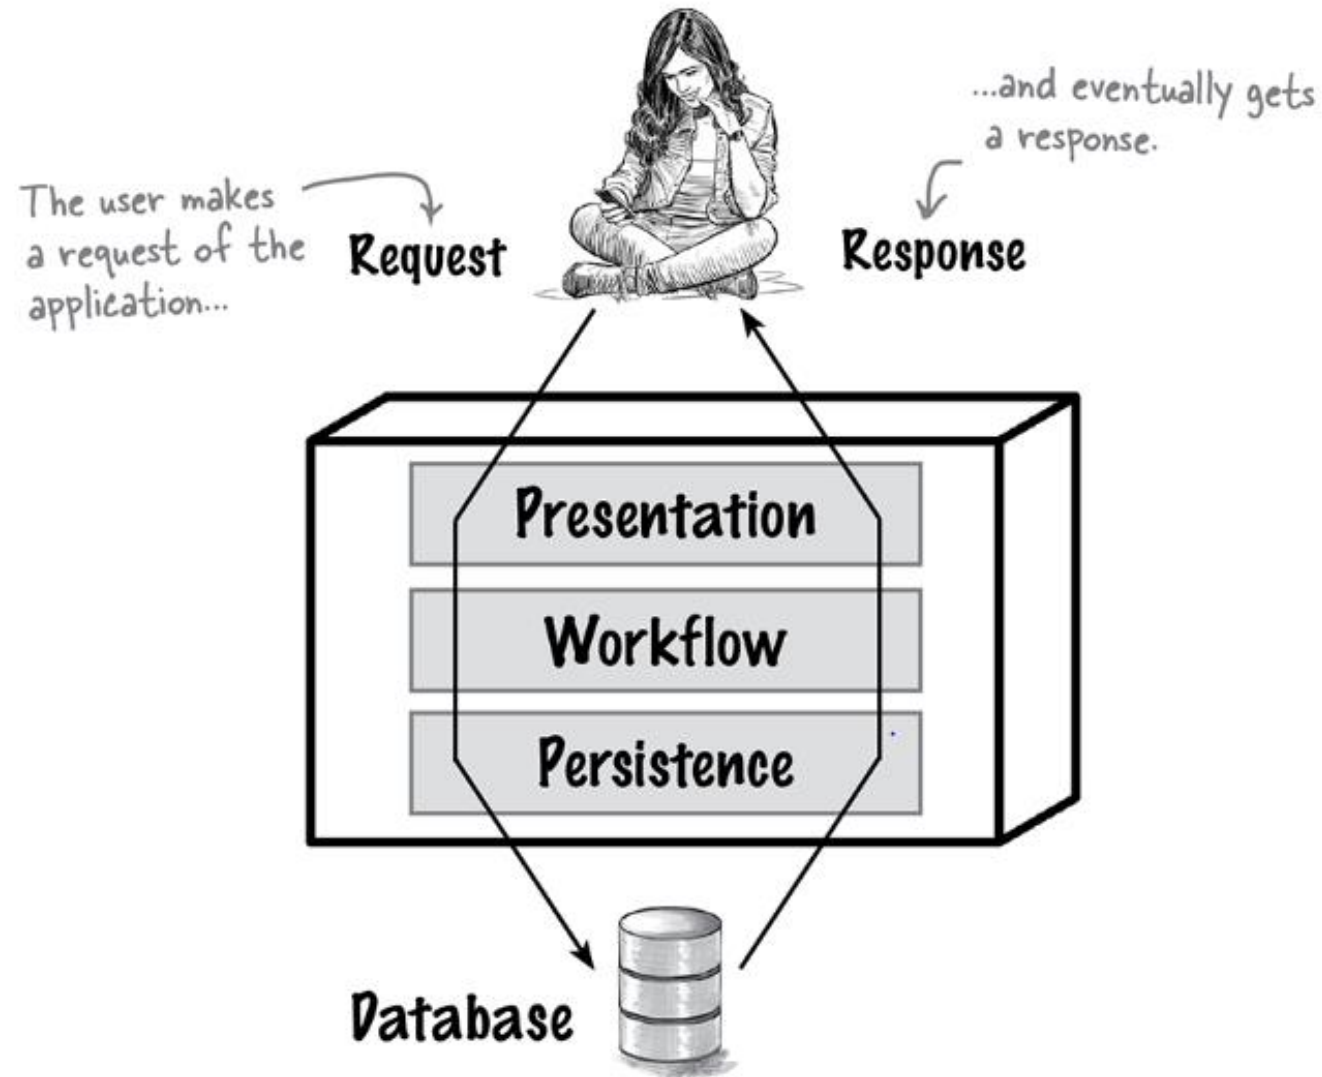 ...and eventually gets
a response.
The user makes
a request of the
application...
Request
Response
Presentation
Workflow
Persistence
Database